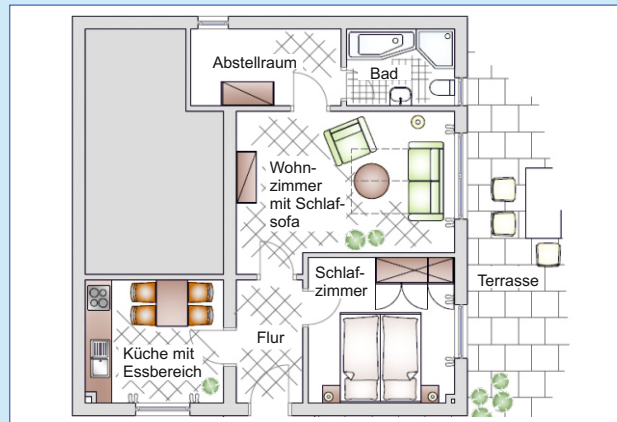 Abstellraum
Bad
Wohn-
zimmer
mit Schlaf-
sofa
Schlaf-
zimmer
Terrasse
Flur
Küche mit
Essbereich